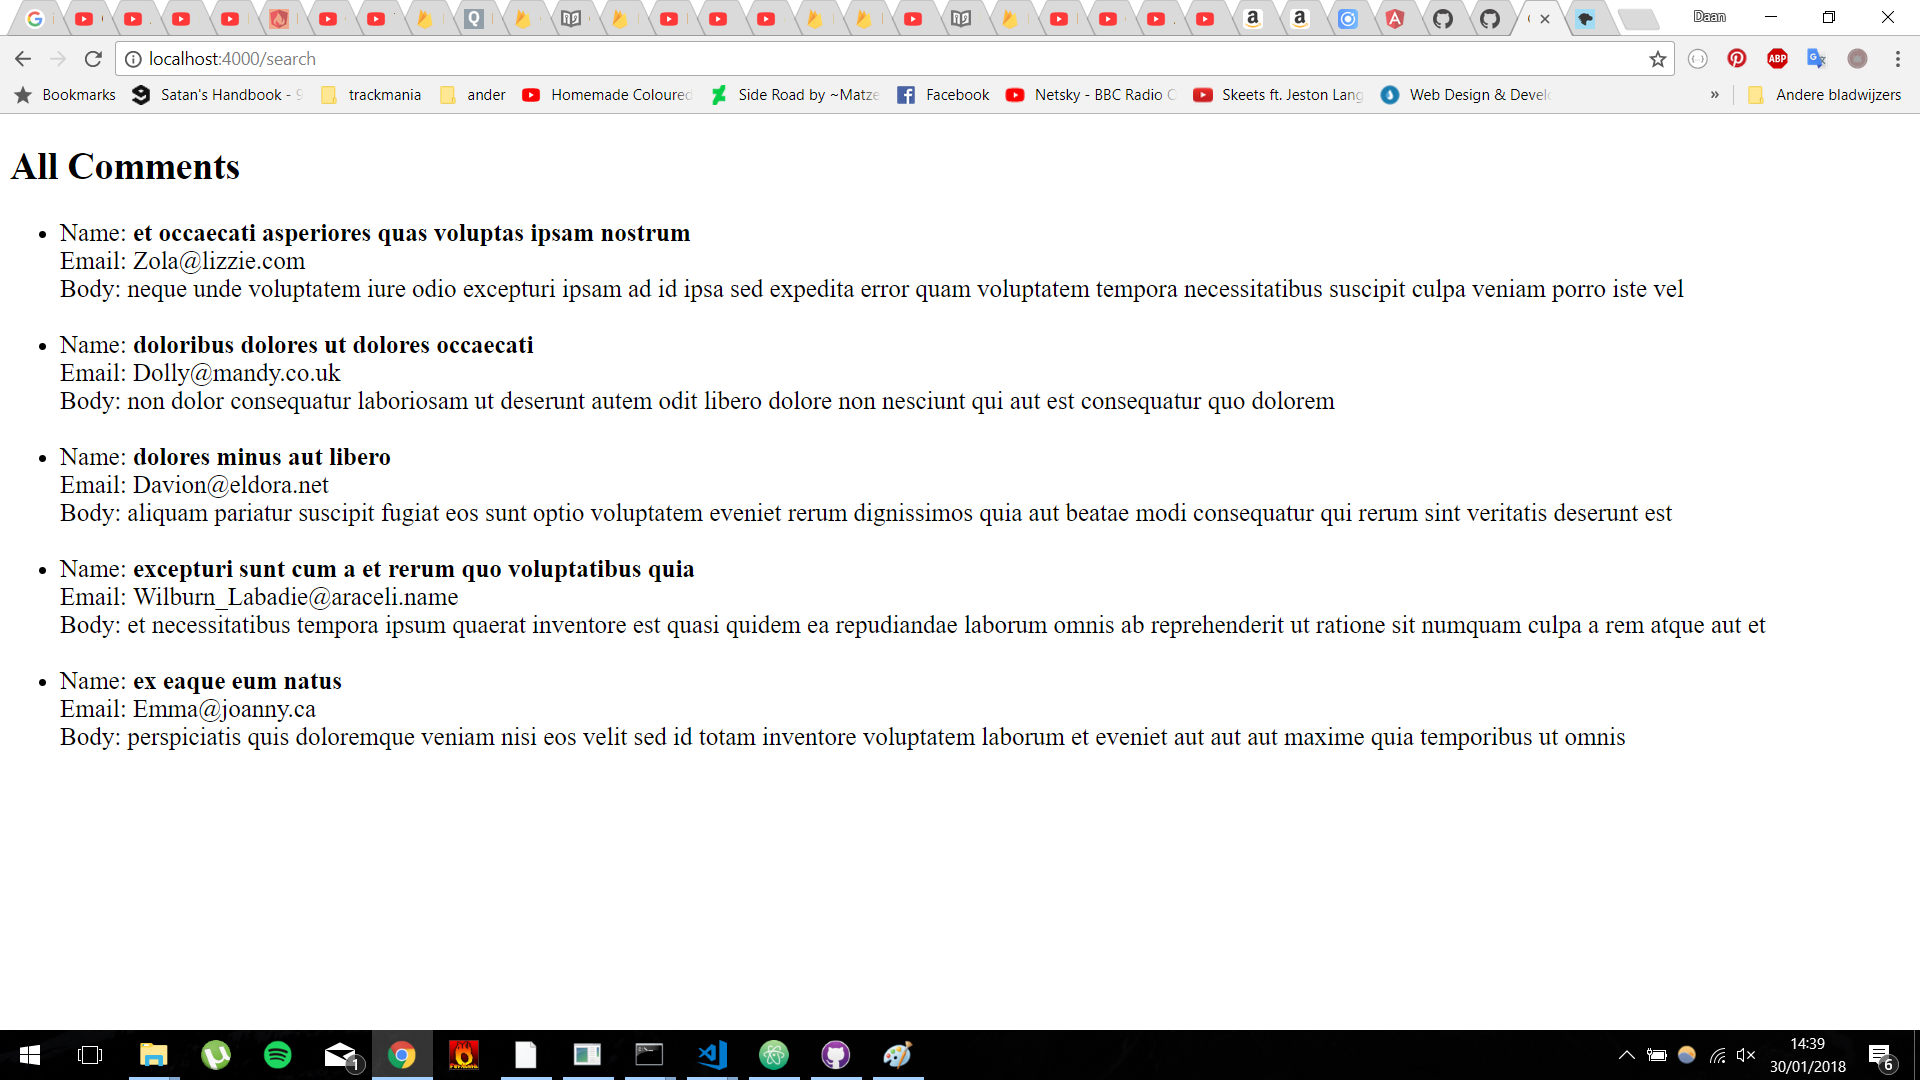 Daan
localhost:4000/search
Bookmarks Satan's Handbook - 9 trackmania ander Homemade Coloured Side Road by ~Matze Facebook Netsky - BBC Radio Skeets ft. Jeston Lang Web Design & Devel » Andere bladwijzers
All Comments
Name: et occaecati asperiores quas voluptas ipsam nostrum
Email: Zola@lizzie.com
Body: neque unde voluptatem iure odio excepturi ipsam ad id ipsa sed expedita error quam voluptatem tempora necessitatibus suscipit culpa veniam porro iste vel
Name: doloribus dolores ut dolores occaecati
Email: Dolly@mandy.co.uk
Body: non dolor consequatur laboriosam ut deserunt autem odit libero dolore non nesciunt qui aut est consequatur quo dolorem
Name: dolores minus aut libero
Email: Davion@eldora.net
Body: aliquam pariatur suscipit fugiat eos sunt optio voluptatem eveniet rerum dignissimos quia aut beatae modi consequatur qui rerum sint veritatis deserunt est
Name: excepturi sunt cum a et rerum quo voluptatibus quia
Email: Wilburn_Labadie@araceli.name
Body: et necessitatibus tempora ipsum quaerat inventore est quasi quidem ea repudiandae laborum omnis ab reprehenderit ut ratione sit numquam culpa a rem atque aut et
Name: ex eaque eum natus
Email: Emma@joanny.ca
Body: perspiciatis quis doloremque veniam nisi eos velit sed id totam inventore voluptatem laborum et eveniet aut aut aut maxime quia temporibus ut omnis
1
14:39
30/01/2018
6